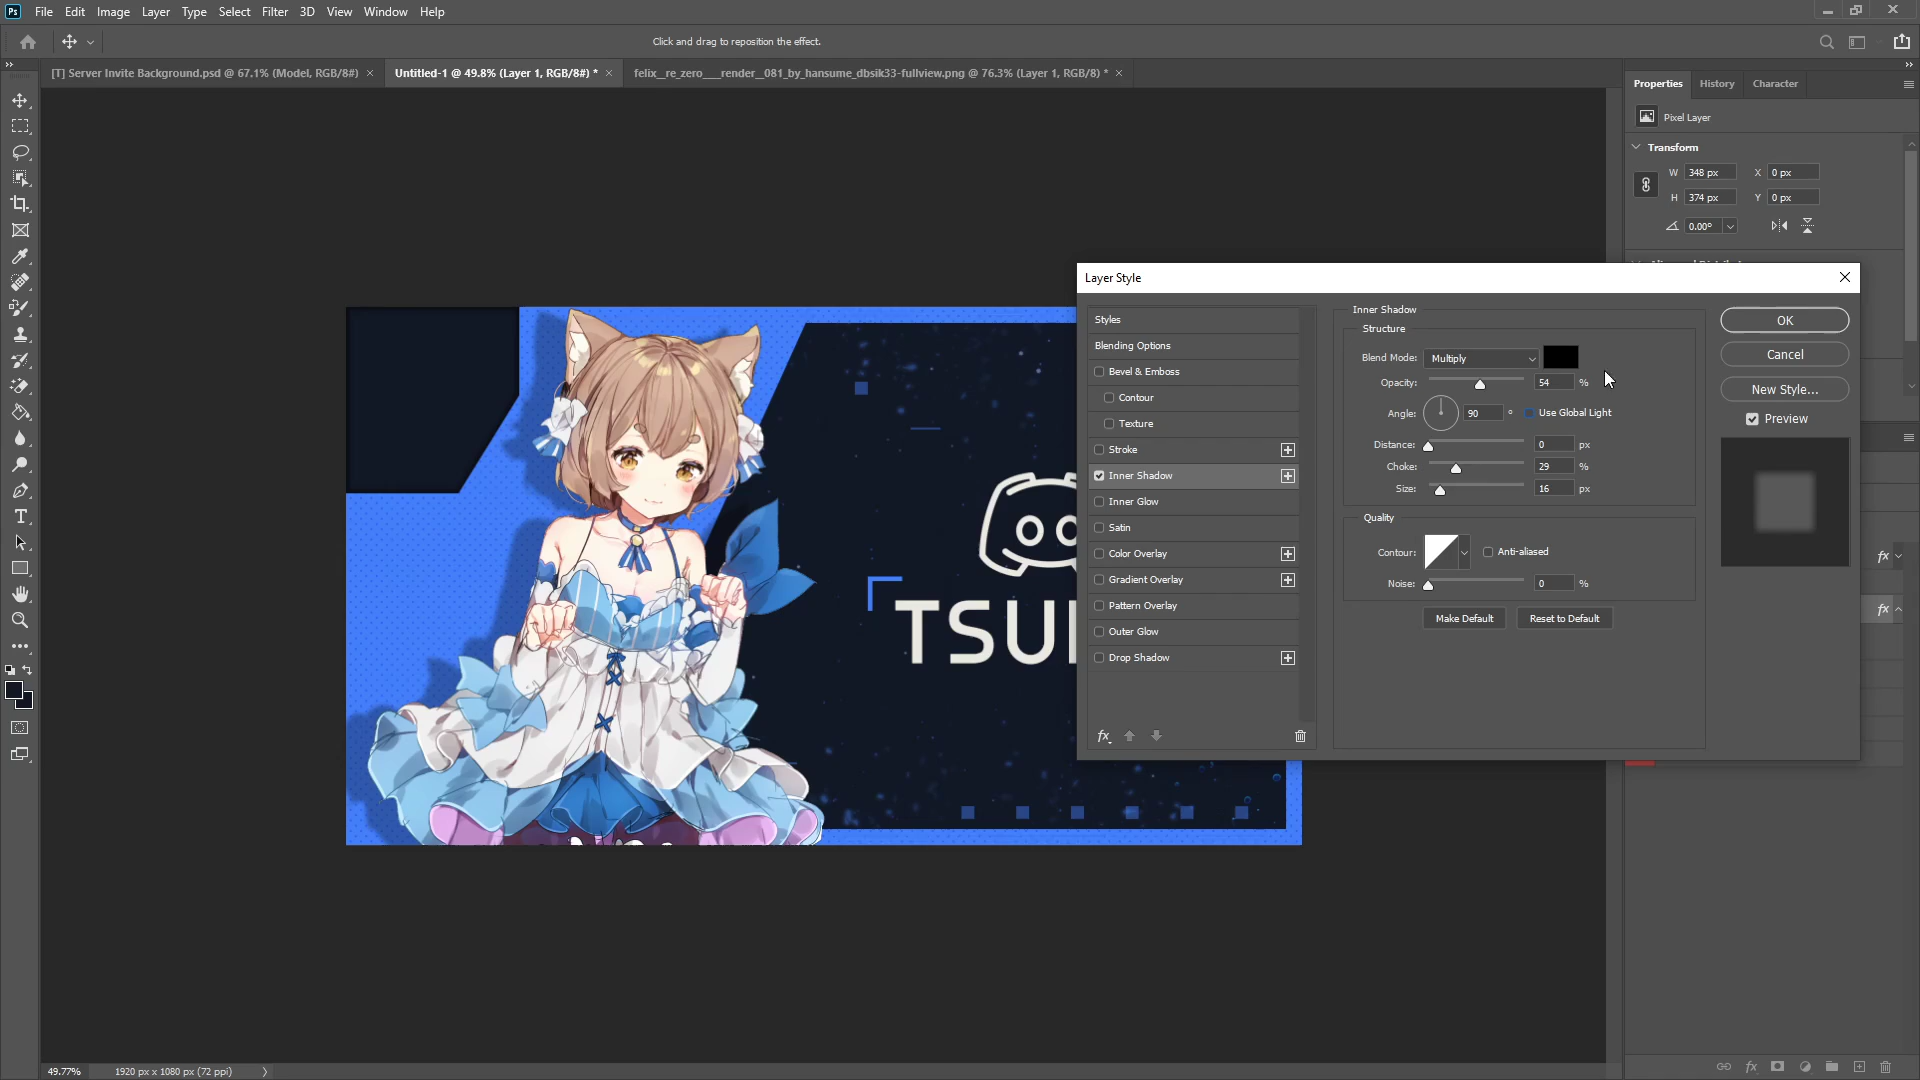 Ps File Edit Image Layer Type Select Filter 3D View Window Help
Click and drag to reposition the effect.
[T] Server Invite Background.psd @ 67.1% (Model, RGB/8#) × Untitled-1 @ 49.8% (Layer 1, RGB/8#) * × felix__re_zero___render__081_by_hansume_dbsik33-fullview.png @ 76.3% (Layer 1, RGB/8) * ×
Properties History Character
Pixel Layer
Transform
W 348 px X 0 px
H 374 px Y 0 px
0.00°
Layer Style
Styles
Blending Options
Bevel & Emboss
Contour
Texture
Stroke
Inner Shadow
Inner Glow
Satin
Color Overlay
Gradient Overlay
Pattern Overlay
Outer Glow
Drop Shadow
fx
Inner Shadow
Structure
Blend Mode: Multiply
Opacity: 54 %
Angle: 90 ° Use Global Light
Distance: 0 px
Choke: 29 %
Size: 16 px
Quality
Contour: Anti-aliased
Noise: 0 %
Make Default Reset to Default
OK
Cancel
New Style...
Preview
fx
fx
TSU
49.77% 1920 px x 1080 px (72 ppi)
fx